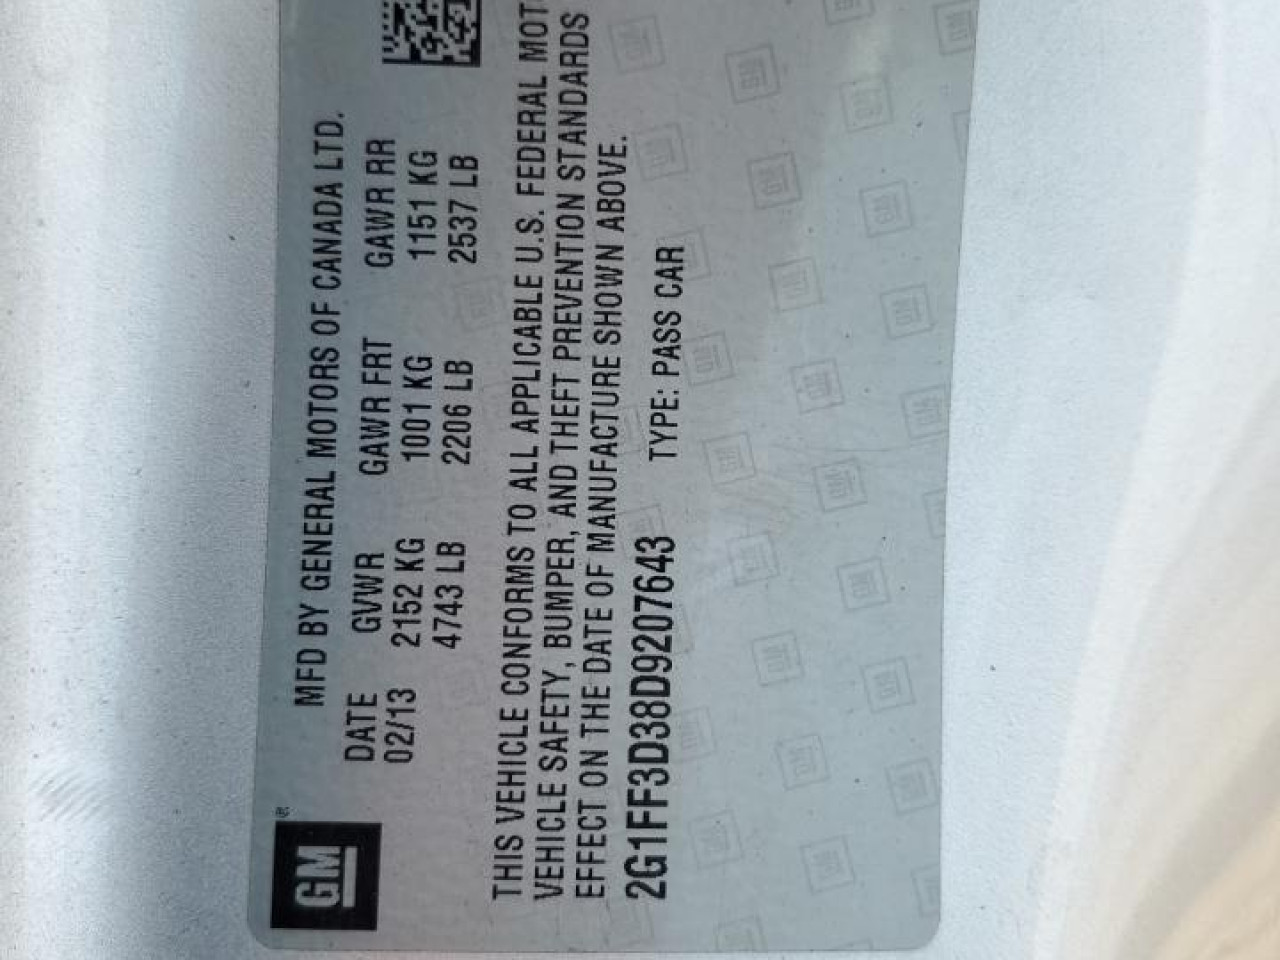 GM®
MFD BY GENERAL MOTORS OF CANADA LTD.
DATE GVWR GAWR FRT GAWR RR
02/13 2152 KG 1001 KG 1151 KG
4743 LB 2206 LB 2537 LB
THIS VEHICLE CONFORMS TO ALL APPLICABLE U.S. FEDERAL MOT
VEHICLE SAFETY, BUMPER, AND THEFT PREVENTION STANDARDS
EFFECT ON THE DATE OF MANUFACTURE SHOWN ABOVE.
2G1FF3D38D9207643 TYPE: PASS CAR